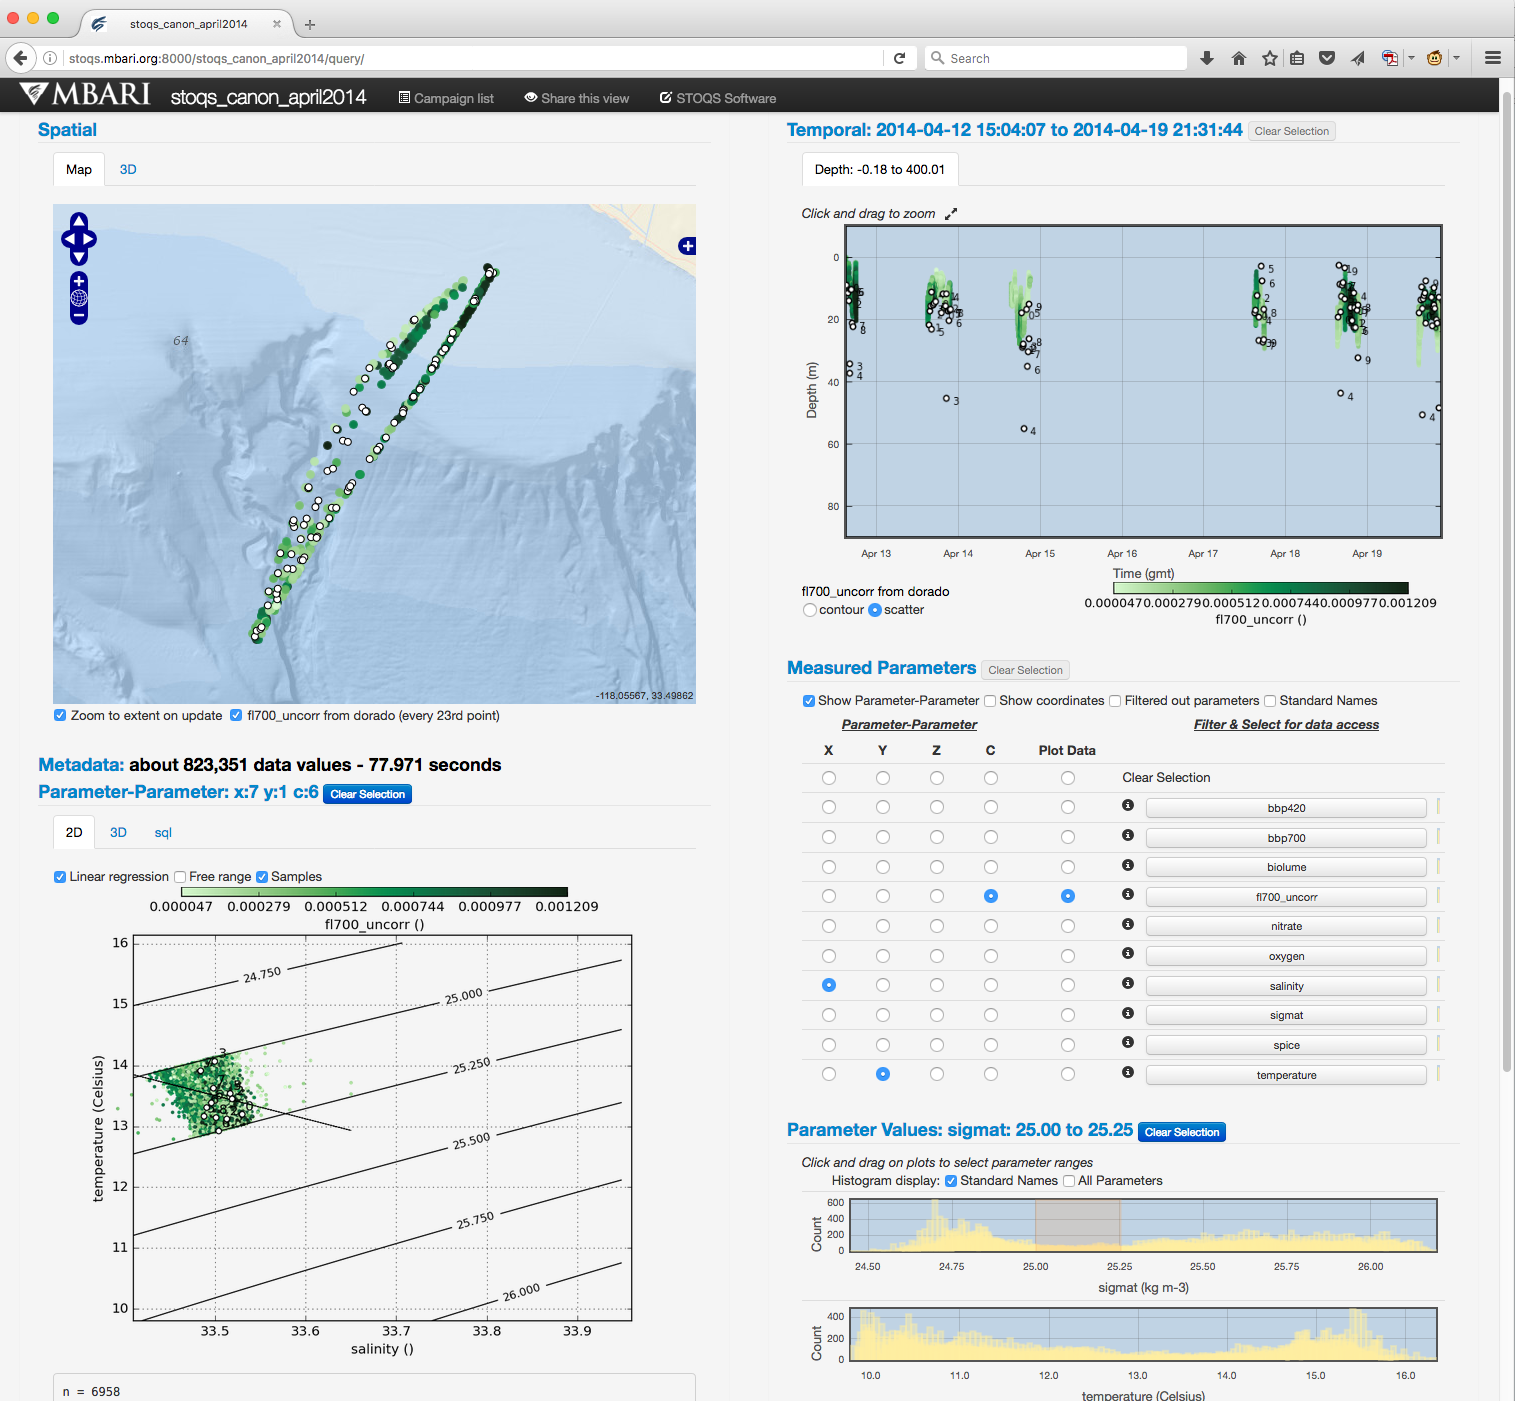 stoqs_canon_april2014
stoqs.mbari.org:8000/stoqs_canon_april2014/query/
Search
MBARI stoqs_canon_april2014 Campaign list Share this view STOQS Software
Spatial
Map 3D
64
-118.05567, 33.49862
Zoom to extent on update fl700_uncorr from dorado (every 23rd point)
Metadata: about 823,351 data values - 77.971 seconds
Parameter-Parameter: x:7 y:1 c:6 Clear Selection
2D 3D sql
Linear regression Free range Samples
0.000047 0.000279 0.000512 0.000744 0.000977 0.001209
fl700_uncorr ()
16
15
14
13
12
11
10
temperature (Celsius)
24.750
25.000
25.250
25.500
25.750
26.000
33.5 33.6 33.7 33.8 33.9
salinity ()
n = 6958
Temporal: 2014-04-12 15:04:07 to 2014-04-19 21:31:44 Clear Selection
Depth: -0.18 to 400.01
Click and drag to zoom
0
20
40
60
80
Depth (m)
Apr 13 Apr 14 Apr 15 Apr 16 Apr 17 Apr 18 Apr 19
Time (gmt)
fl700_uncorr from dorado
contour scatter
0.000047 0.000279 0.000512 0.000744 0.000977 0.001209
fl700_uncorr ()
Measured Parameters Clear Selection
Show Parameter-Parameter Show coordinates Filtered out parameters Standard Names
Parameter-Parameter Filter & Select for data access
X Y Z C Plot Data
Clear Selection
bbp420
bbp700
biolume
fl700_uncorr
nitrate
oxygen
salinity
sigmat
spice
temperature
Parameter Values: sigmat: 25.00 to 25.25 Clear Selection
Click and drag on plots to select parameter ranges
Histogram display: Standard Names All Parameters
600
400
200
0
Count
24.50 24.75 25.00 25.25 25.50 25.75 26.00
sigmat (kg m-3)
400
200
0
Count
10.0 11.0 12.0 13.0 14.0 15.0 16.0
temperature (Celsius)